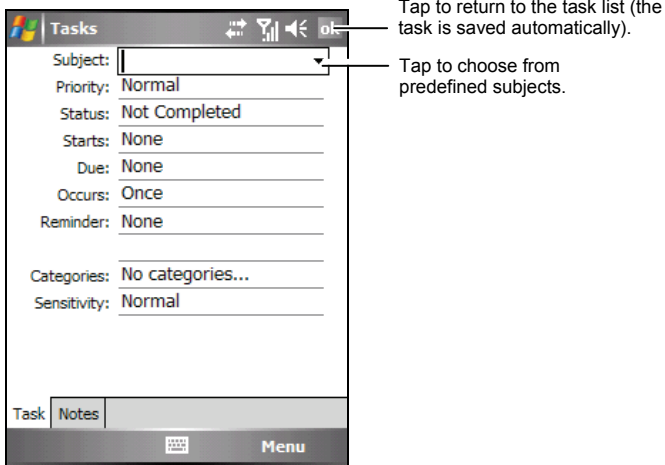 Tap to return to the task list (the
task is saved automatically).
Tap to choose from
predefined subjects.
Tasks ok
Subject:
Priority: Normal
Status: Not Completed
Starts: None
Due: None
Occurs: Once
Reminder: None
Categories: No categories...
Sensitivity: Normal
Task Notes
Menu